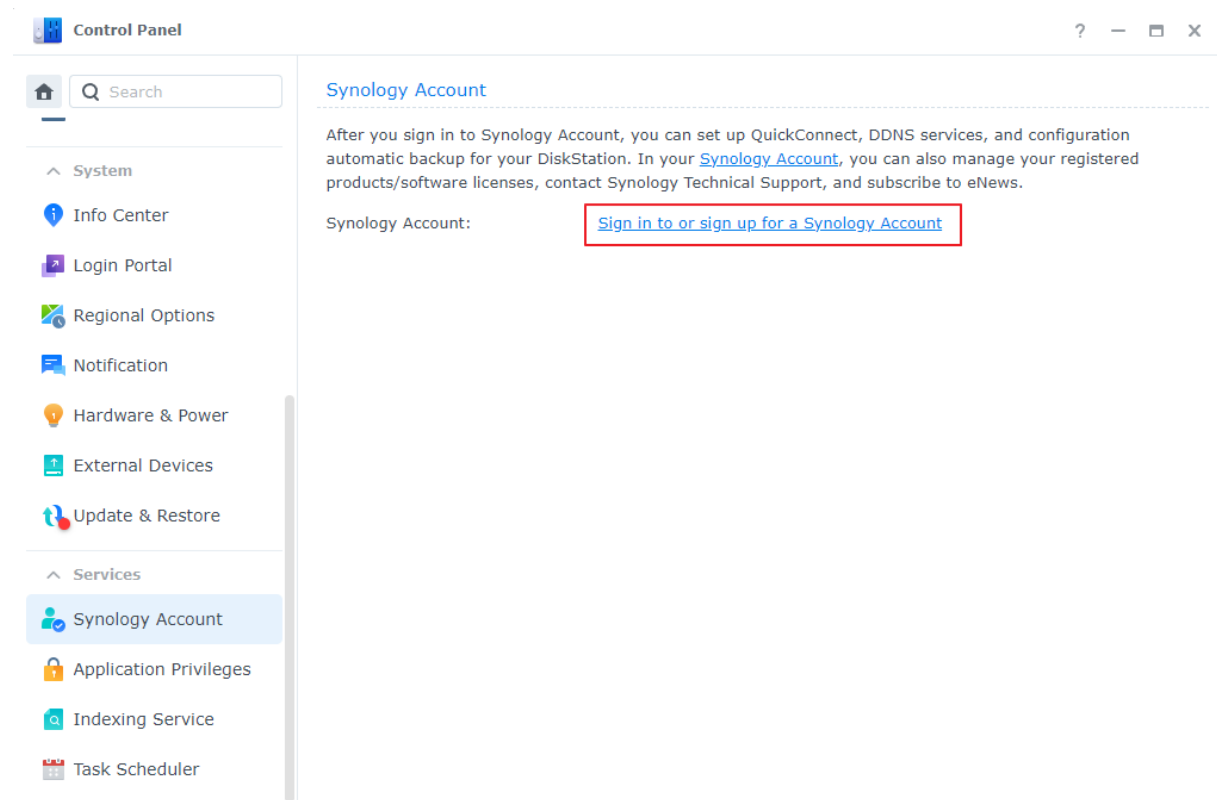 Control Panel
?
Search
System
Info Center
Login Portal
Regional Options
Notification
Hardware & Power
External Devices
Update & Restore
Services
Synology Account
Application Privileges
Indexing Service
Task Scheduler
Synology Account
After you sign in to Synology Account, you can set up QuickConnect, DDNS services, and configuration
automatic backup for your DiskStation. In your Synology Account, you can also manage your registered
products/software licenses, contact Synology Technical Support, and subscribe to eNews.
Synology Account: Sign in to or sign up for a Synology Account